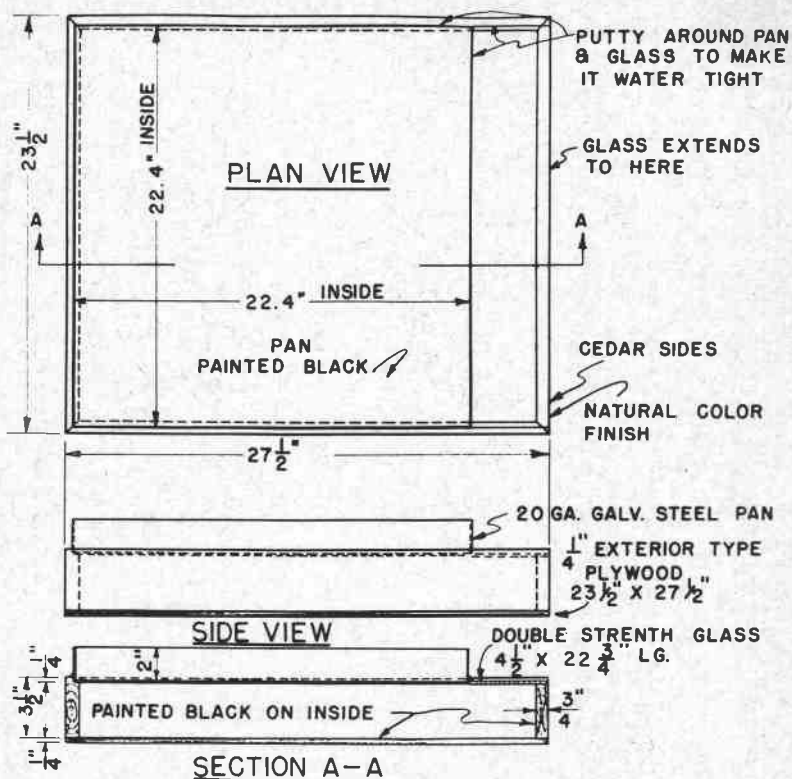 PUTTY AROUND PAN
& GLASS TO MAKE
IT WATER TIGHT
23 1/2"
22.4" INSIDE
PLAN VIEW
GLASS EXTENDS
TO HERE
A
A
22.4" INSIDE
PAN
PAINTED BLACK
CEDAR SIDES
NATURAL COLOR
FINISH
27 1/2"
20 GA. GALV. STEEL PAN
1/4" EXTERIOR TYPE
PLYWOOD
23 1/2" X 27 1/2"
SIDE VIEW
DOUBLE STRENTH GLASS
4 1/2" X 22 3/4" LG.
1/4"
2"
3 1/2"
PAINTED BLACK ON INSIDE
3/4"
1/4"
SECTION A-A